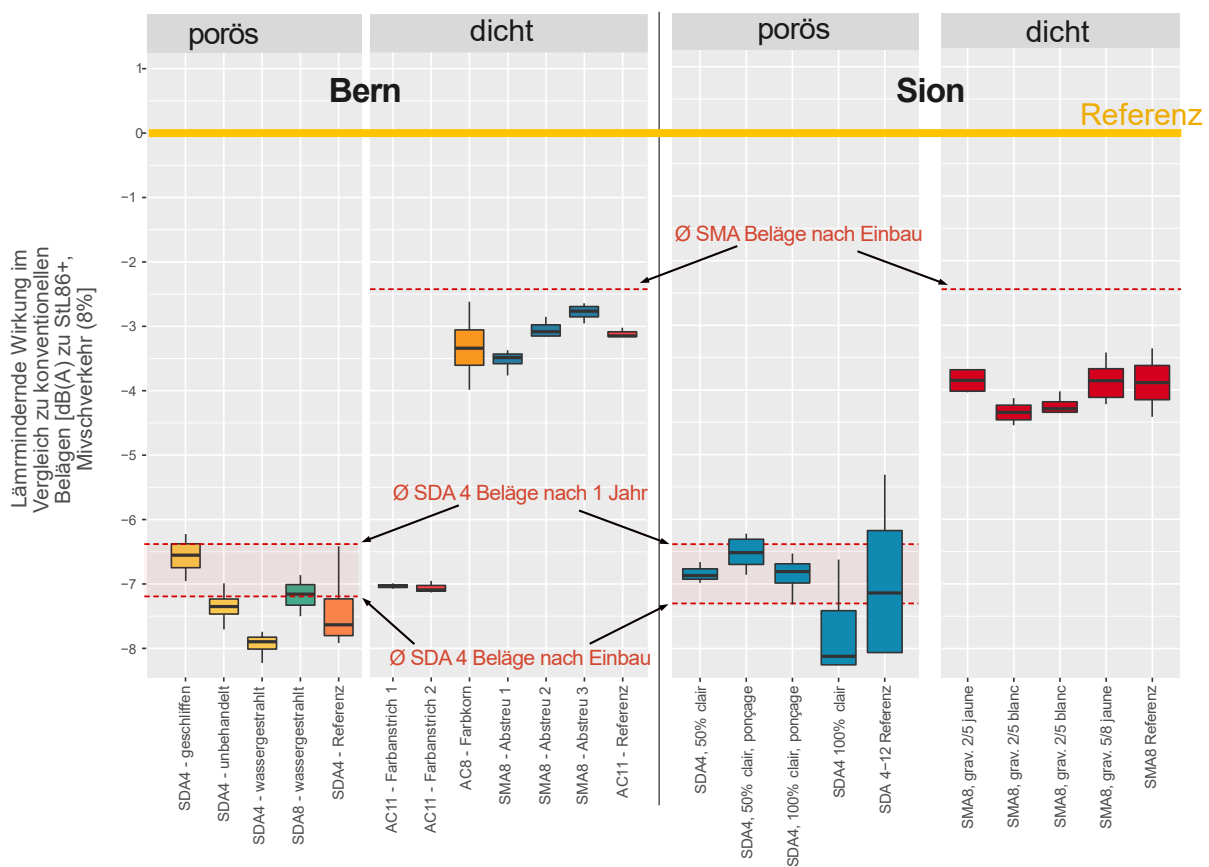 porös
dicht
porös
dicht
Bern
Sion
Referenz
1
0
−1
−2
−3
−4
−5
−6
−7
−8
Lämrmindernde Wirkung im
Vergleich zu konventionellen
Belägen [dB(A) zu StL86+,
Mivschverkehr (8%)
Ø SMA Beläge nach Einbau
Ø SDA 4 Beläge nach 1 Jahr
Ø SDA 4 Beläge nach Einbau
SDA4 - geschliffen
SDA4 - unbehandelt
SDA4 - wassergestrahlt
SDA8 - wassergestrahlt
SDA4 - Referenz
AC11 - Farbanstrich 1
AC11 - Farbanstrich 2
AC8 - Farbkorn
SMA8 - Abstreu 1
SMA8 - Abstreu 2
SMA8 - Abstreu 3
AC11 - Referenz
SDA4, 50% clair
SDA4, 50% clair, ponçage
SDA4, 100% clair, ponçage
SDA4 100% clair
SDA 4−12 Referenz
SMA8, grav. 2/5 jaune
SMA8, grav. 2/5 blanc
SMA8, grav. 2/5 blanc
SMA8, grav. 5/8 jaune
SMA8 Referenz